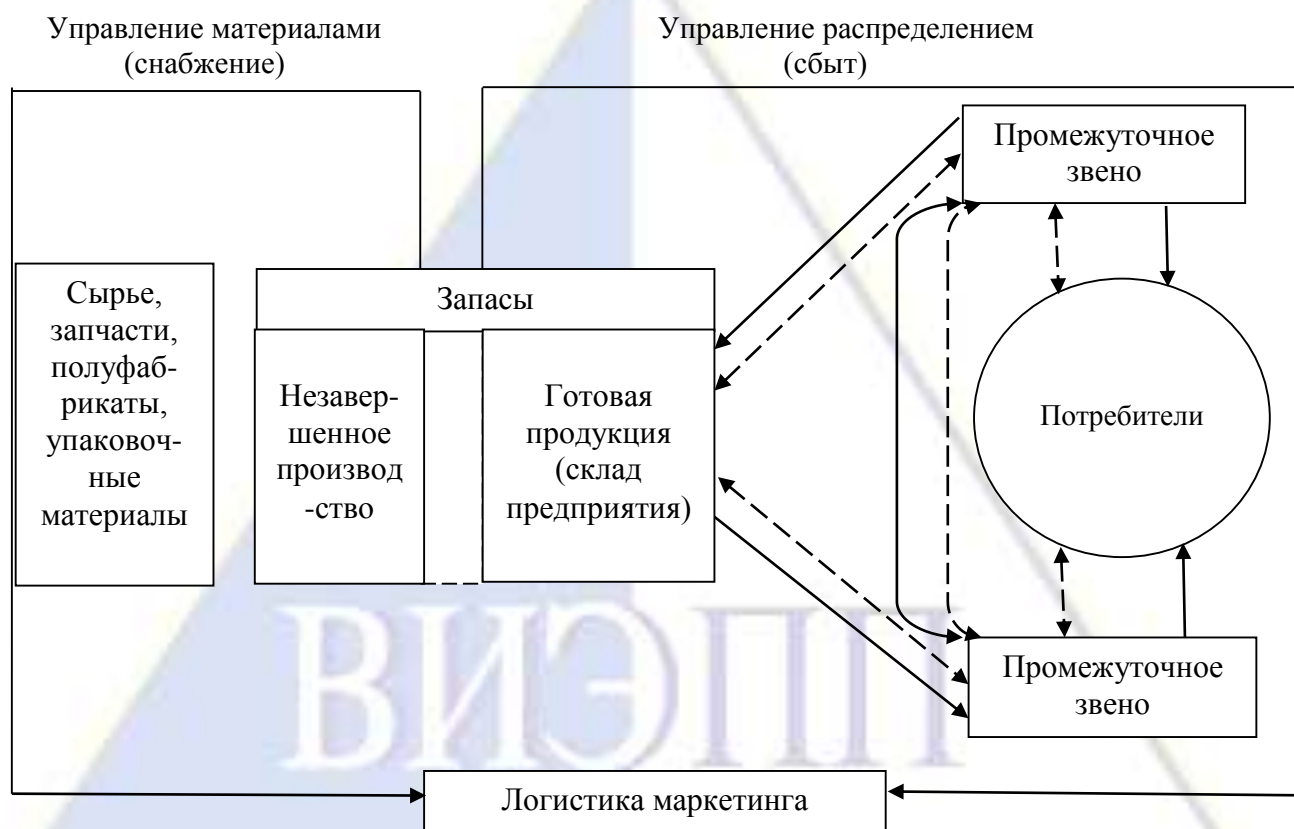 Управление материалами
(снабжение)
Управление распределением
(сбыт)
Промежуточное
звено
Сырье,
запчасти,
полуфаб-
рикаты,
упаковоч-
ные
материалы
Запасы
Незавер-
шенное
производ
-ство
Готовая
продукция
(склад
предприятия)
Потребители
Промежуточное
звено
ВИЭПП
Логистика маркетинга